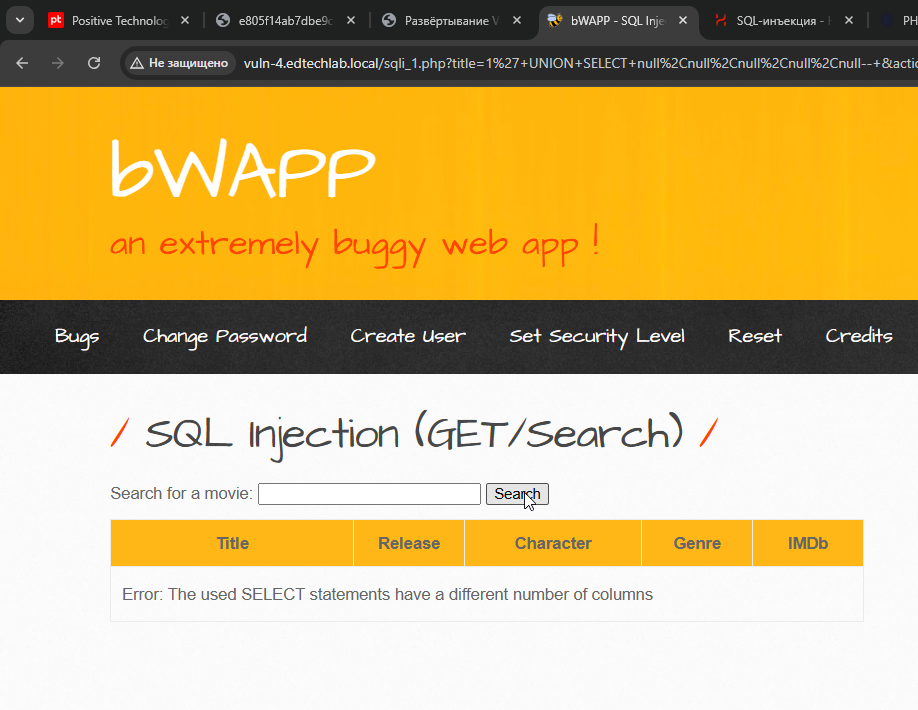 Positive Technolog
e805f14ab7dbe9c
Развёртывание V
bWAPP - SQL Inje
SQL-инъекция -
PH
Не защищено
vuln-4.edtechlab.local/sqli_1.php?title=1%27+UNION+SELECT+null%2Cnull%2Cnull%2Cnull%2Cnull--+&actio
bWAPP
an extremely buggy web app !
Bugs Change Password Create User Set Security Level Reset Credits
/ SQL Injection (GET/Search) /
Search for a movie: Search
Title Release Character Genre IMDb
Error: The used SELECT statements have a different number of columns